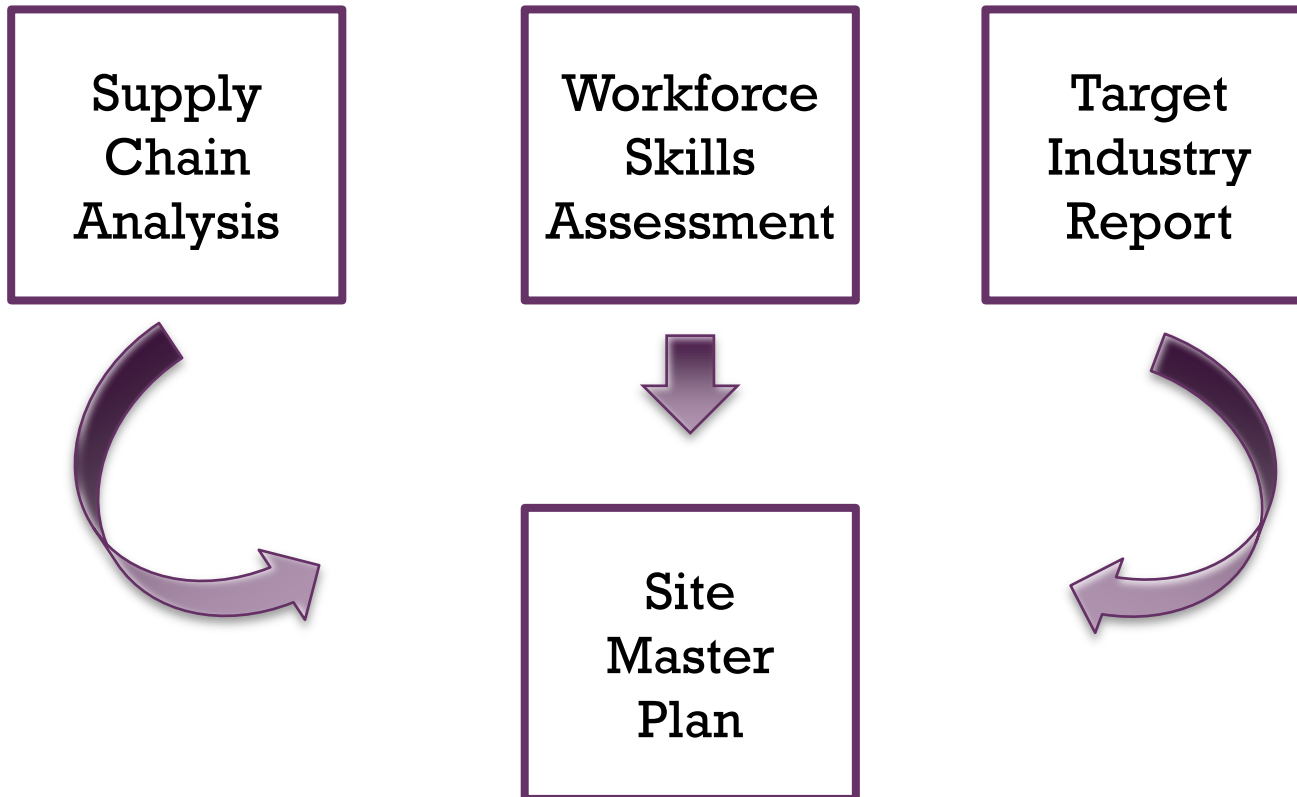 Supply
Chain
Analysis
Workforce
Skills
Assessment
Target
Industry
Report
Site
Master
Plan